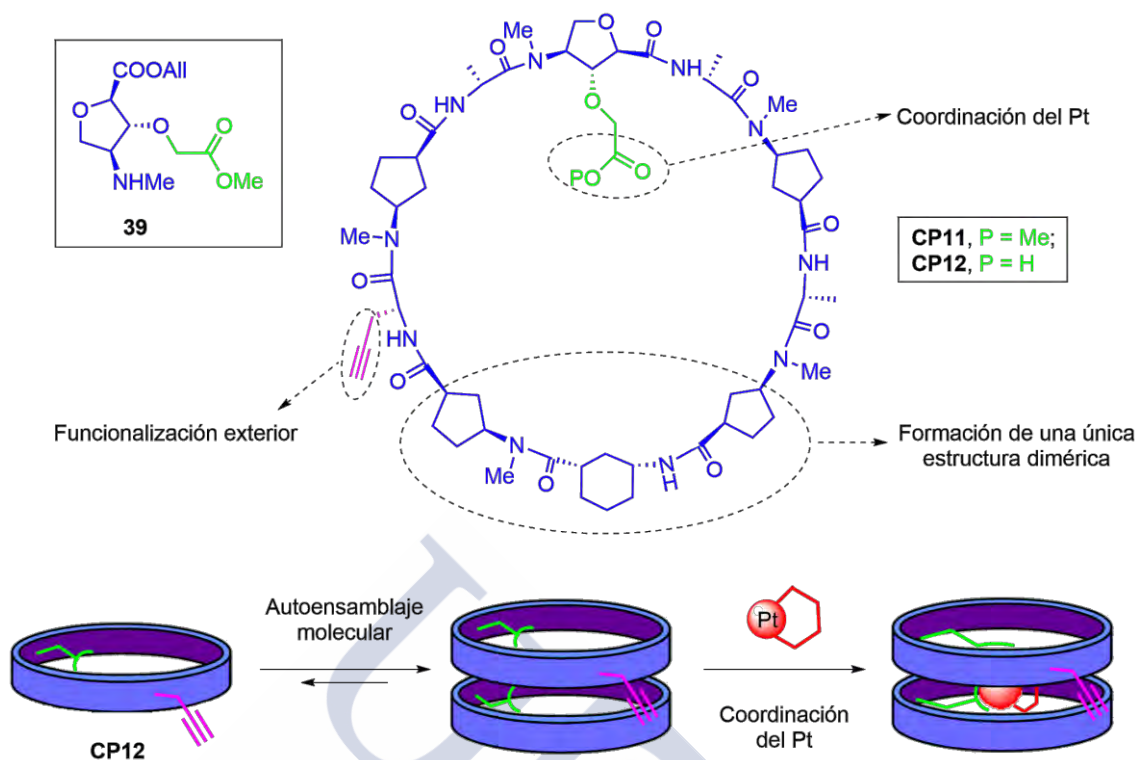 COOAll
O
O
O
NHMe
OMe
39
Me
O
O
O
N
NH
HN
O
O
Me
O
N
O
PO
O
Me
N
O
NH
O
O
HN
N
Me
O
N
Me
O
N
H
O
Coordinación del Pt
CP11, P = Me;
CP12, P = H
Funcionalización exterior
Formación de una única
estructura dimérica
Autoensamblaje
molecular
Pt
Coordinación
del Pt
CP12